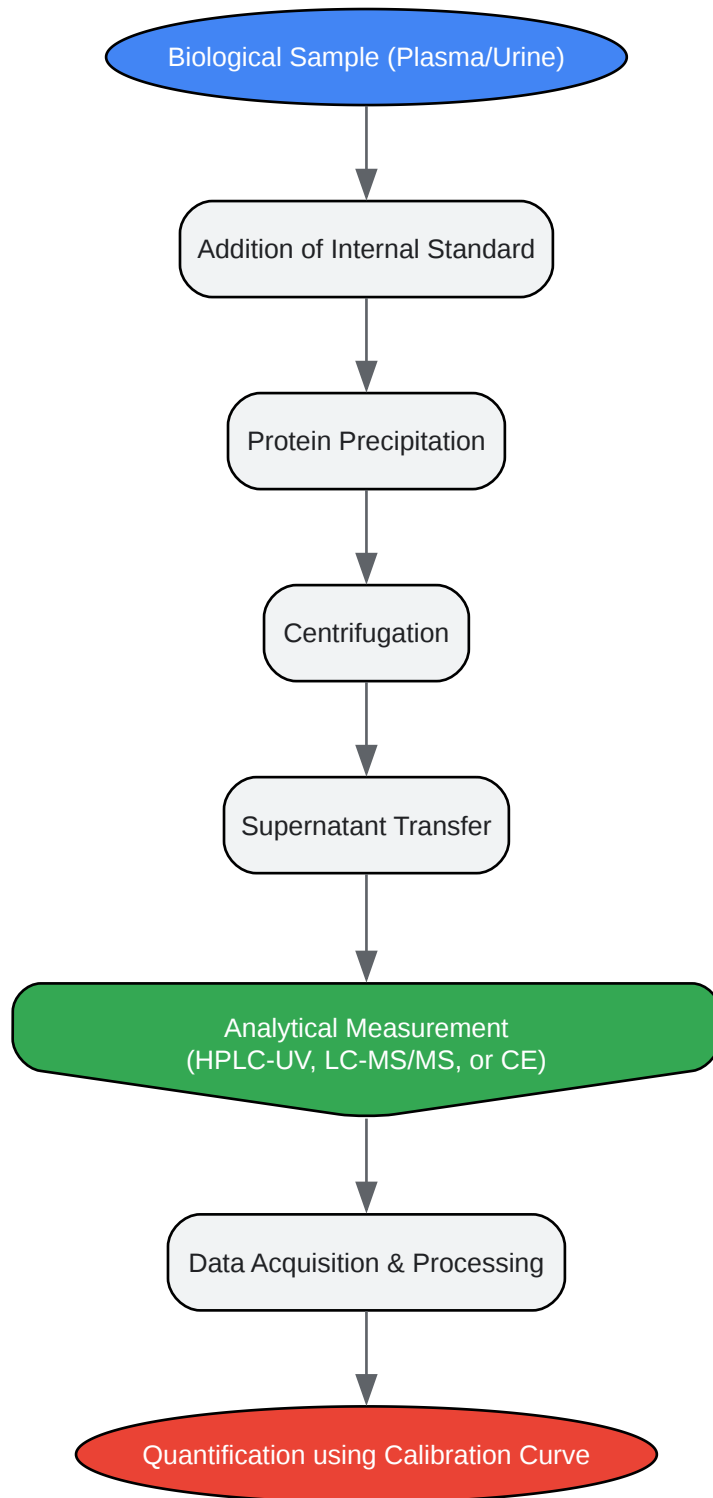 Biological Sample (Plasma/Urine)
Addition of Internal Standard
Protein Precipitation
Centrifugation
Supernatant Transfer
Analytical Measurement
(HPLC-UV, LC-MS/MS, or CE)
Data Acquisition & Processing
Quantification using Calibration Curve